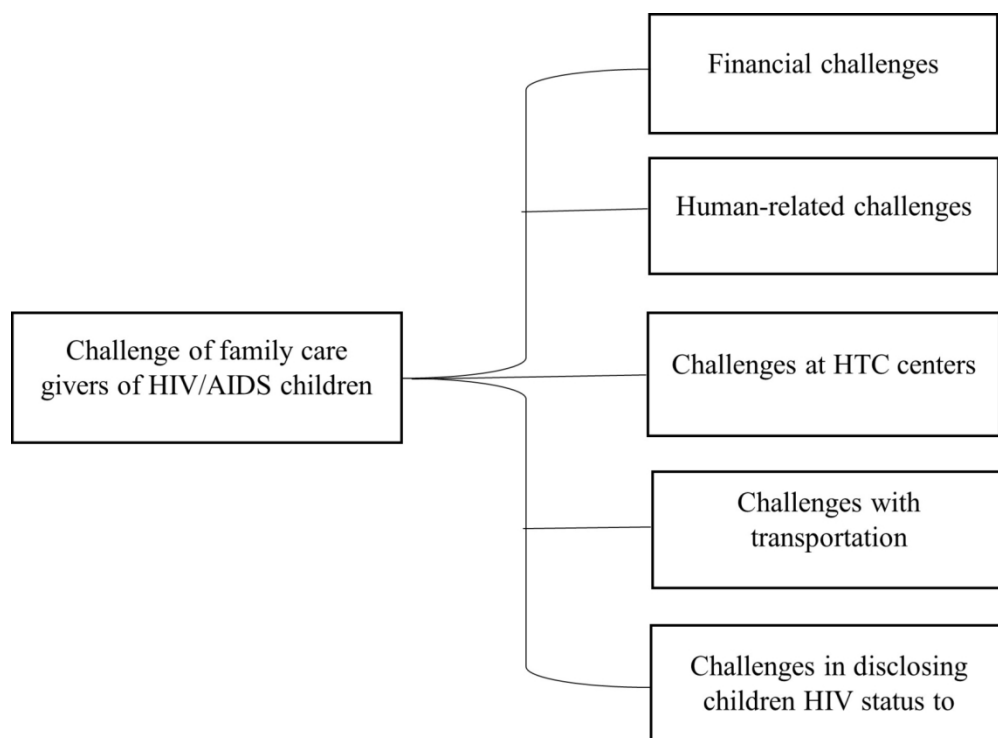 Financial challenges
Human-related challenges
Challenge of family care
givers of HIV/AIDS children
Challenges at HTC centers
Challenges with
transportation
Challenges in disclosing
children HIV status to